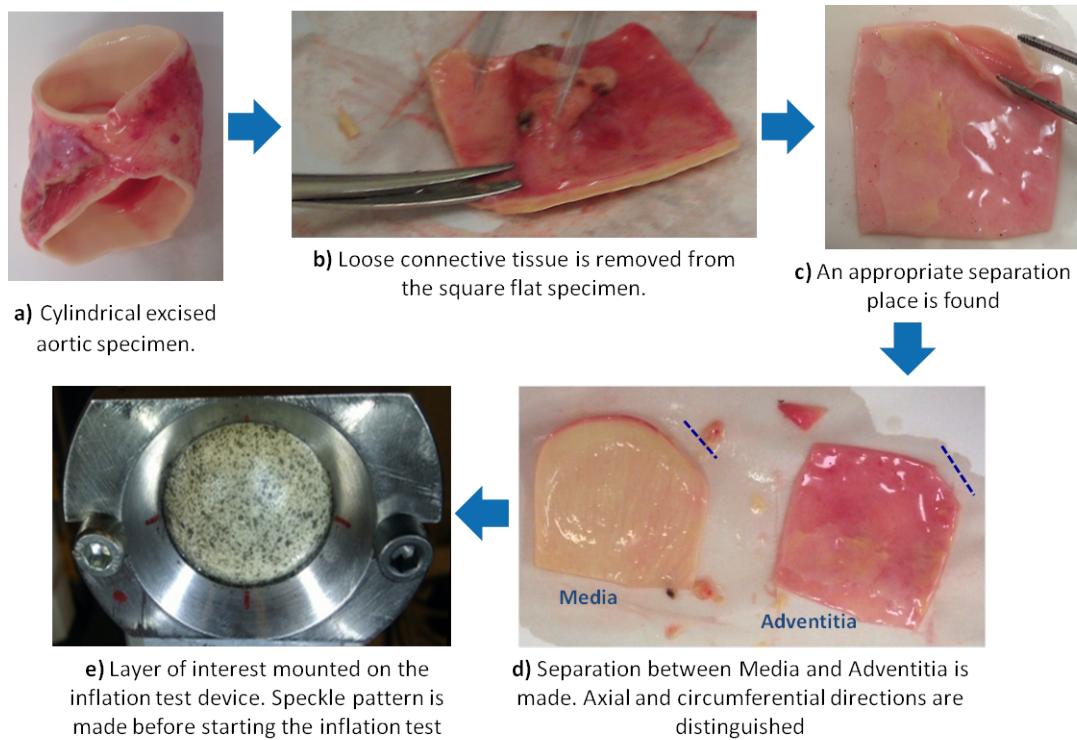 a) Cylindrical excised
aortic specimen.
b) Loose connective tissue is removed from
the square flat specimen.
c) An appropriate separation
place is found
Media
Adventitia
d) Separation between Media and Adventitia is
made. Axial and circumferential directions are
distinguished
e) Layer of interest mounted on the
inflation test device. Speckle pattern is
made before starting the inflation test